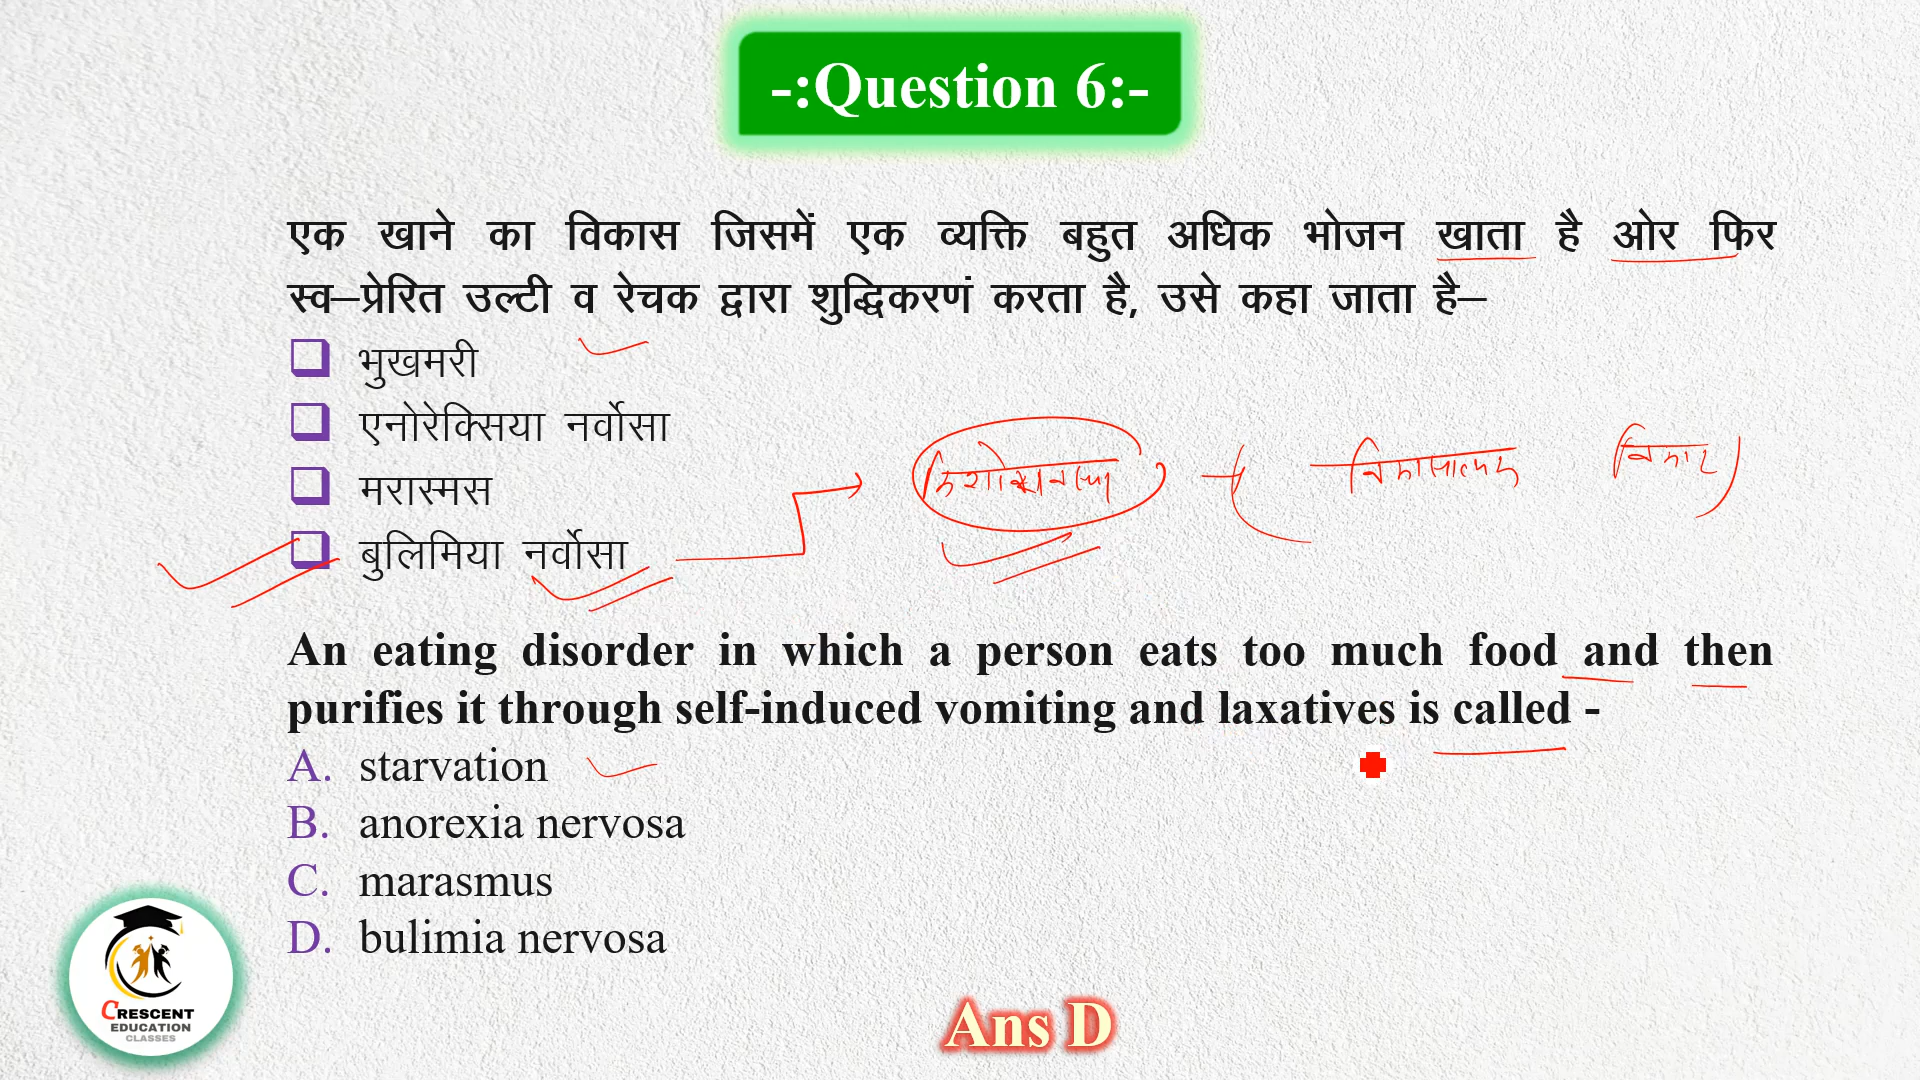 -:Question 6:-
एक खाने का विकास जिसमें एक व्यक्ति बहुत अधिक भोजन खाता है ओर फिर
स्व–प्रेरित उल्टी व रेचक द्वारा शुद्धिकरणं करता है, उसे कहा जाता है–
❑ भुखमरी
❑ एनोरेक्सिया नर्वोसा
किशोरावस्था विकासात्मक विकार
❑ मरास्मस
❑ बुलिमिया नर्वोसा
An eating disorder in which a person eats too much food and then
purifies it through self-induced vomiting and laxatives is called -
A. starvation
B. anorexia nervosa
C. marasmus
D. bulimia nervosa
CRESCENT
EDUCATION
CLASSES
Ans D